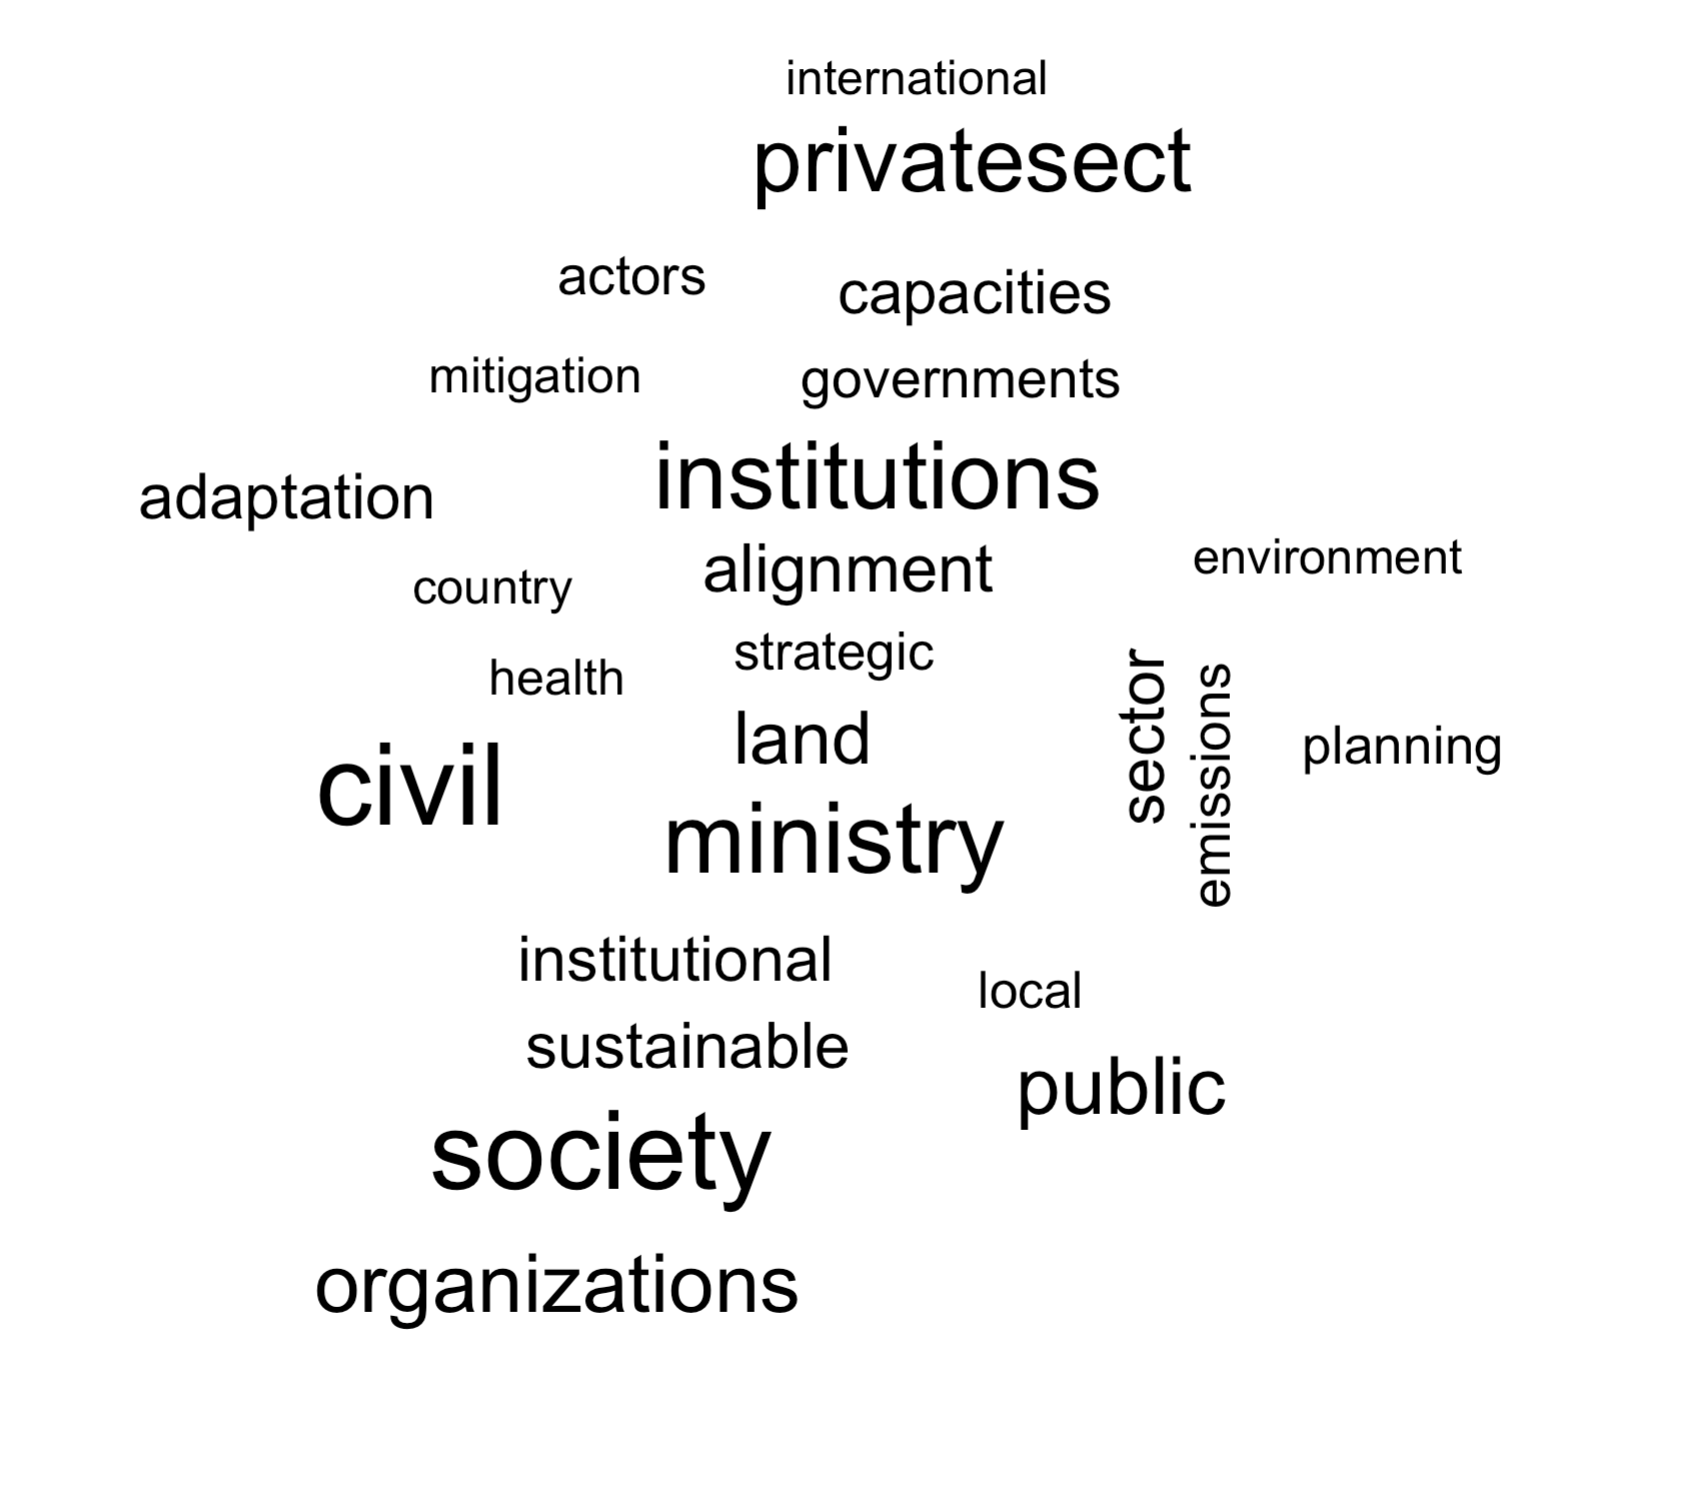 international
privatesect
actors
capacities
mitigation
governments
institutions
adaptation
alignment
environment
country
strategic
health
sector
emissions
land
planning
civil
ministry
institutional
local
sustainable
public
society
organizations